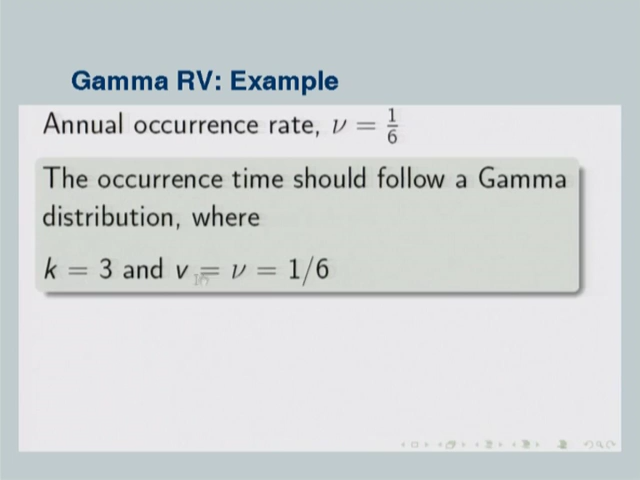 Gamma RV: Example
Annual occurrence rate, ν = 1/6
The occurrence time should follow a Gamma
distribution, where
k = 3 and v = ν = 1/6